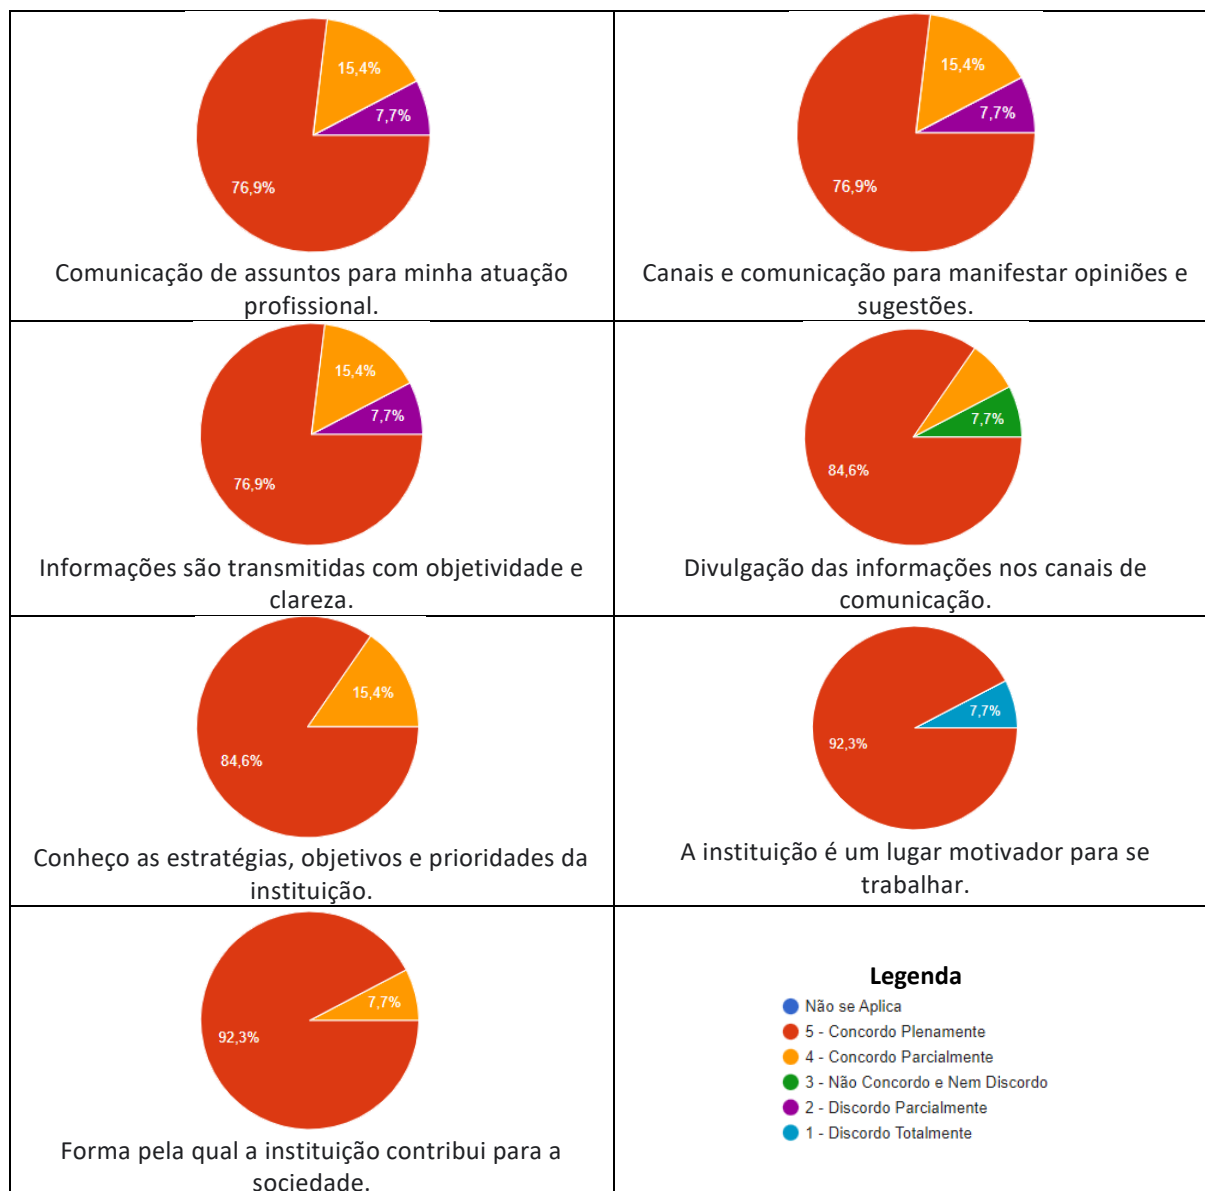 15,4%
7,7%
76,9%
Comunicação de assuntos para minha atuação
profissional.
15,4%
7,7%
76,9%
Canais e comunicação para manifestar opiniões e
sugestões.
15,4%
7,7%
76,9%
Informações são transmitidas com objetividade e
clareza.
7,7%
84,6%
Divulgação das informações nos canais de
comunicação.
15,4%
84,6%
Conheço as estratégias, objetivos e prioridades da
instituição.
7,7%
92,3%
A instituição é um lugar motivador para se
trabalhar.
7,7%
92,3%
Forma pela qual a instituição contribui para a
sociedade.
Legenda
Não se Aplica
5 - Concordo Plenamente
4 - Concordo Parcialmente
3 - Não Concordo e Nem Discordo
2 - Discordo Parcialmente
1 - Discordo Totalmente